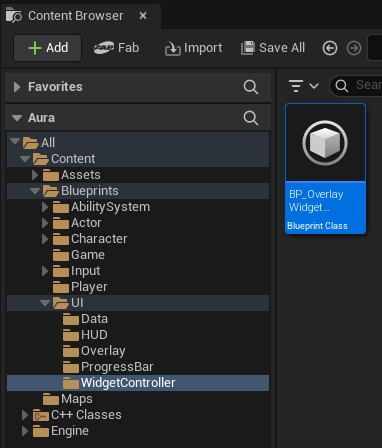 Content Browser
Add
Fab
Import
Save All
Favorites
Aura
All
Content
Assets
Blueprints
AbilitySystem
Actor
Character
Game
Input
Player
UI
Data
HUD
Overlay
ProgressBar
WidgetController
Maps
C++ Classes
Engine
Sear
BP_Overlay
Widget...
Blueprint Class